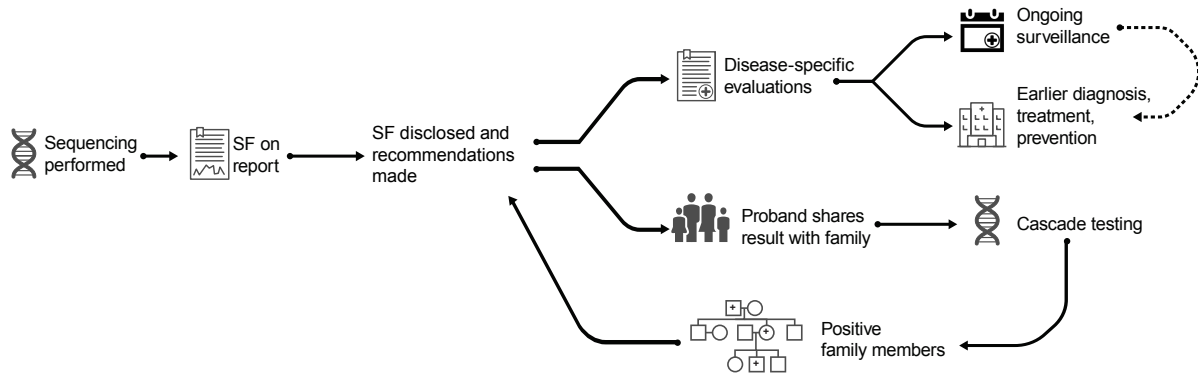 Sequencing
performed
SF on
report
SF disclosed and
recommendations
made
Disease-specific
evaluations
Ongoing
surveillance
Earlier diagnosis,
treatment,
prevention
Proband shares
result with family
Cascade testing
Positive
family members